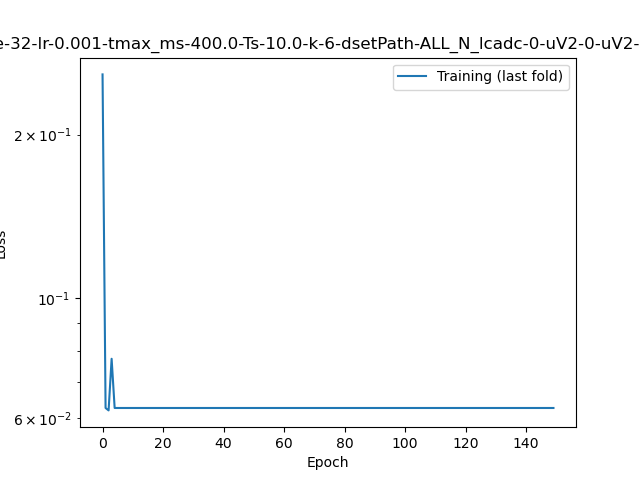 e-32-lr-0.001-tmax_ms-400.0-Ts-10.0-k-6-dsetPath-ALL_N_lcadc-0-uV2-0-uV2-
Training (last fold)
2 × 10⁻¹
10⁻¹
6 × 10⁻²
Loss
0 20 40 60 80 100 120 140
Epoch